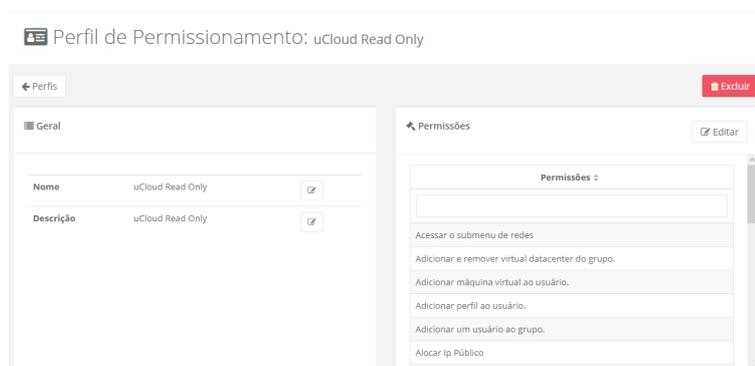 Perfil de Permissionamento: uCloud Read Only
Perfis
Excluir
Geral
Nome uCloud Read Only
Descrição uCloud Read Only
Permissões
Editar
Permissões
Acessar o submenu de redes
Adicionar e remover virtual datacenter do grupo.
Adicionar máquina virtual ao usuário.
Adicionar perfil ao usuário.
Adicionar um usuário ao grupo.
Alocar Ip Público